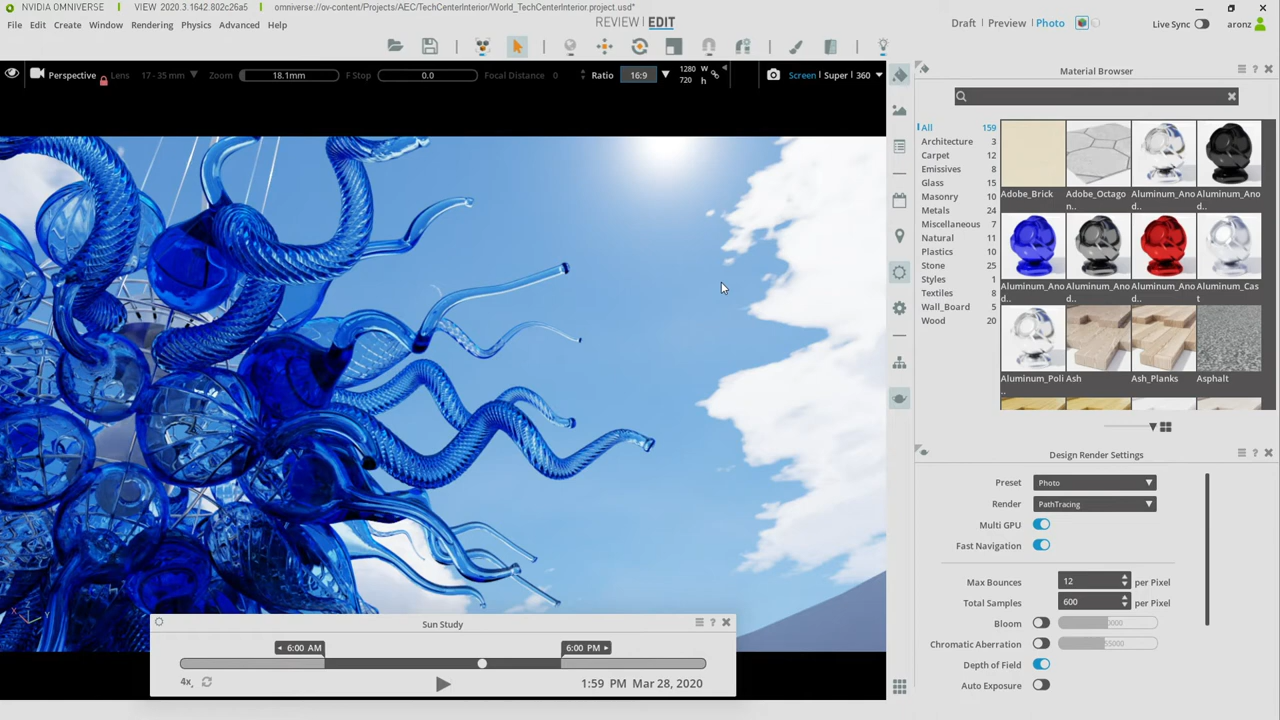 NVIDIA OMNIVERSE VIEW 2020.3.1642.802c26a5 omniverse://ov-content/Projects/AEC/TechCenterInterior/World_TechCenterInterior.project.usd*
File Edit Create Window Rendering Physics Advanced Help
REVIEW | EDIT
Draft Preview Photo
Live Sync aronz
Perspective Lens 17 - 35 mm Zoom 18.1mm F Stop 0.0 Focal Distance 0 Ratio 16:9 1280 W
720 h
Screen | Super | 360
Material Browser
All 159
Architecture 3
Carpet 12
Emissives 8
Glass 15
Masonry 10
Metals 24
Miscellaneous 7
Natural 11
Plastics 10
Stone 25
Styles 1
Textiles 8
Wall_Board 5
Wood 20
Adobe_Brick Adobe_Octago
n.. Aluminum_Ano
d.. Aluminum_Ano
d..
Aluminum_Ano
d.. Aluminum_Ano
d.. Aluminum_Ano
d.. Aluminum_Cas
t
Aluminum_Poli
.. Ash Ash_Planks Asphalt
Design Render Settings
Preset Photo
Render PathTracing
Multi GPU
Fast Navigation
Max Bounces 12 per Pixel
Total Samples 600 per Pixel
Bloom
Chromatic Aberration
Depth of Field
Auto Exposure
X Y
Sun Study
6:00 AM 6:00 PM
4x 1:59 PM Mar 28, 2020